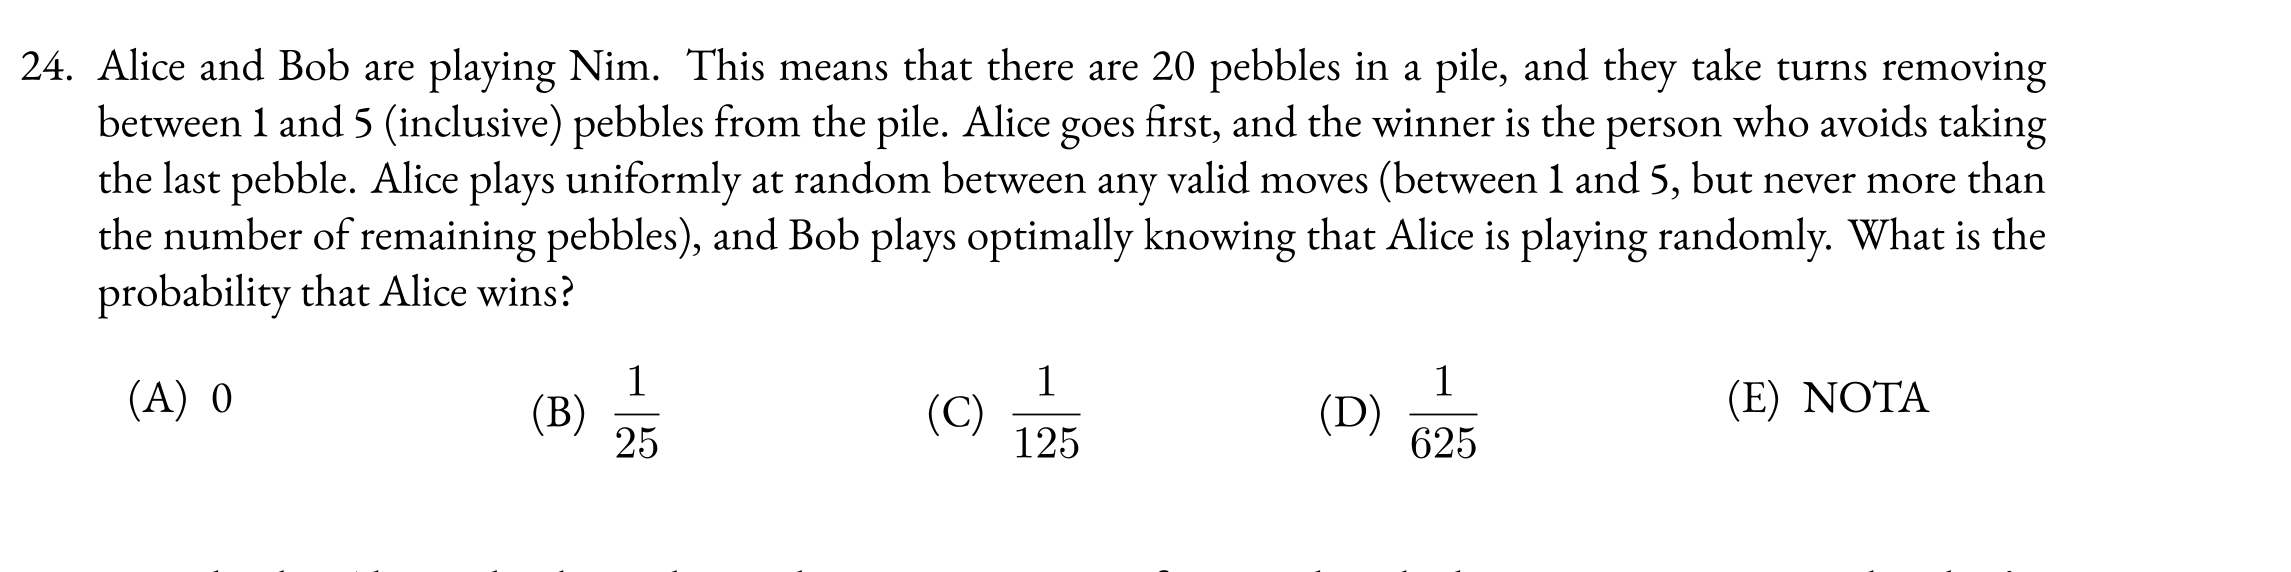 24. Alice and Bob are playing Nim. This means that there are 20 pebbles in a pile, and they take turns removing
between 1 and 5 (inclusive) pebbles from the pile. Alice goes first, and the winner is the person who avoids taking
the last pebble. Alice plays uniformly at random between any valid moves (between 1 and 5, but never more than
the number of remaining pebbles), and Bob plays optimally knowing that Alice is playing randomly. What is the
probability that Alice wins?
(A) 0 (B) 1/25 (C) 1/125 (D) 1/625 (E) NOTA